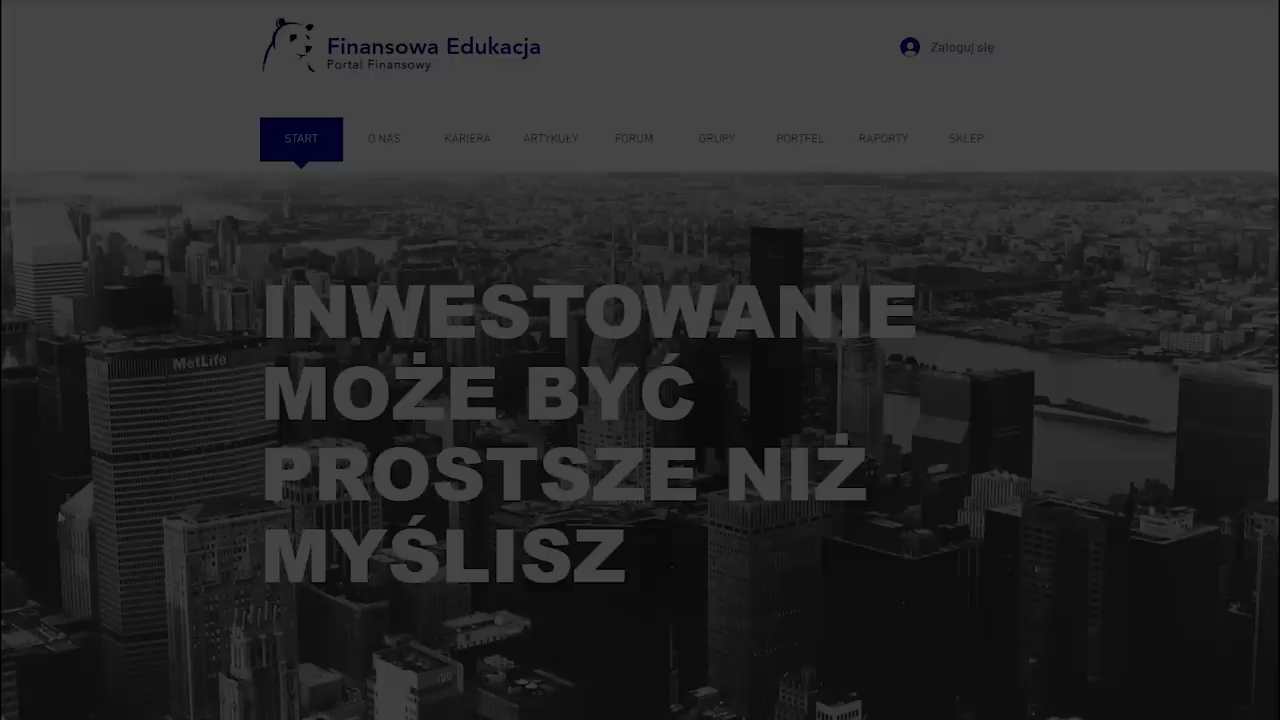 Finansowa Edukacja
Portal Finansowy
Zaloguj się
START O NAS KARIERA ARTYKUŁY FORUM GRUPY PORTFEL RAPORTY SKLEP
MetLife
INWESTOWANIE
MOŻE BYĆ
PROSTSZE NIŻ
MYŚLISZ